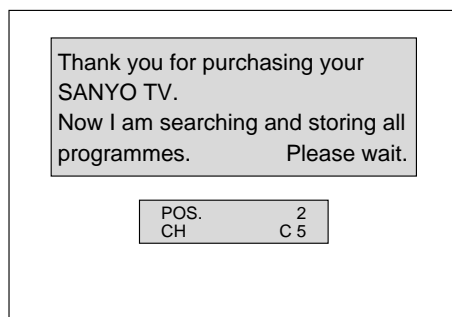 Thank you for purchasing your
SANYO TV.
Now I am searching and storing all
programmes. Please wait.
POS. 2
CH C 5